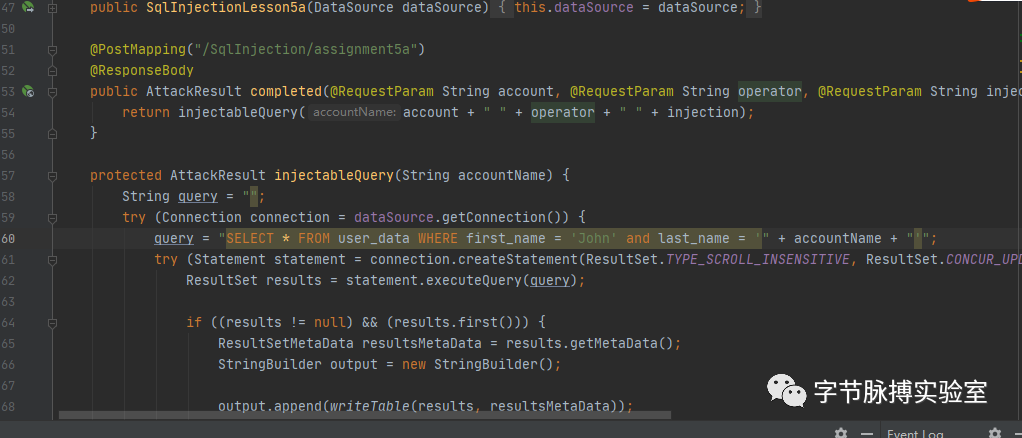 47 public SqlInjectionLesson5a(DataSource dataSource) { this.dataSource = dataSource; }
50
51 @PostMapping("/SqlInjection/assignment5a")
52 @ResponseBody
53 public AttackResult completed(@RequestParam String account, @RequestParam String operator, @RequestParam String injec
54 return injectableQuery( accountName: account + " " + operator + " " + injection);
55 }
56
57 protected AttackResult injectableQuery(String accountName) {
58 String query = "";
59 try (Connection connection = dataSource.getConnection()) {
60 query = "SELECT * FROM user_data WHERE first_name = 'John' and last_name = '" + accountName + "'";
61 try (Statement statement = connection.createStatement(ResultSet.TYPE_SCROLL_INSENSITIVE, ResultSet.CONCUR_UPD
62 ResultSet results = statement.executeQuery(query);
63
64 if ((results != null) && (results.first())) {
65 ResultSetMetaData resultsMetaData = results.getMetaData();
66 StringBuilder output = new StringBuilder();
67
68 output.append(writeTable(results, resultsMetaData));
字节脉搏实验室
Event Log